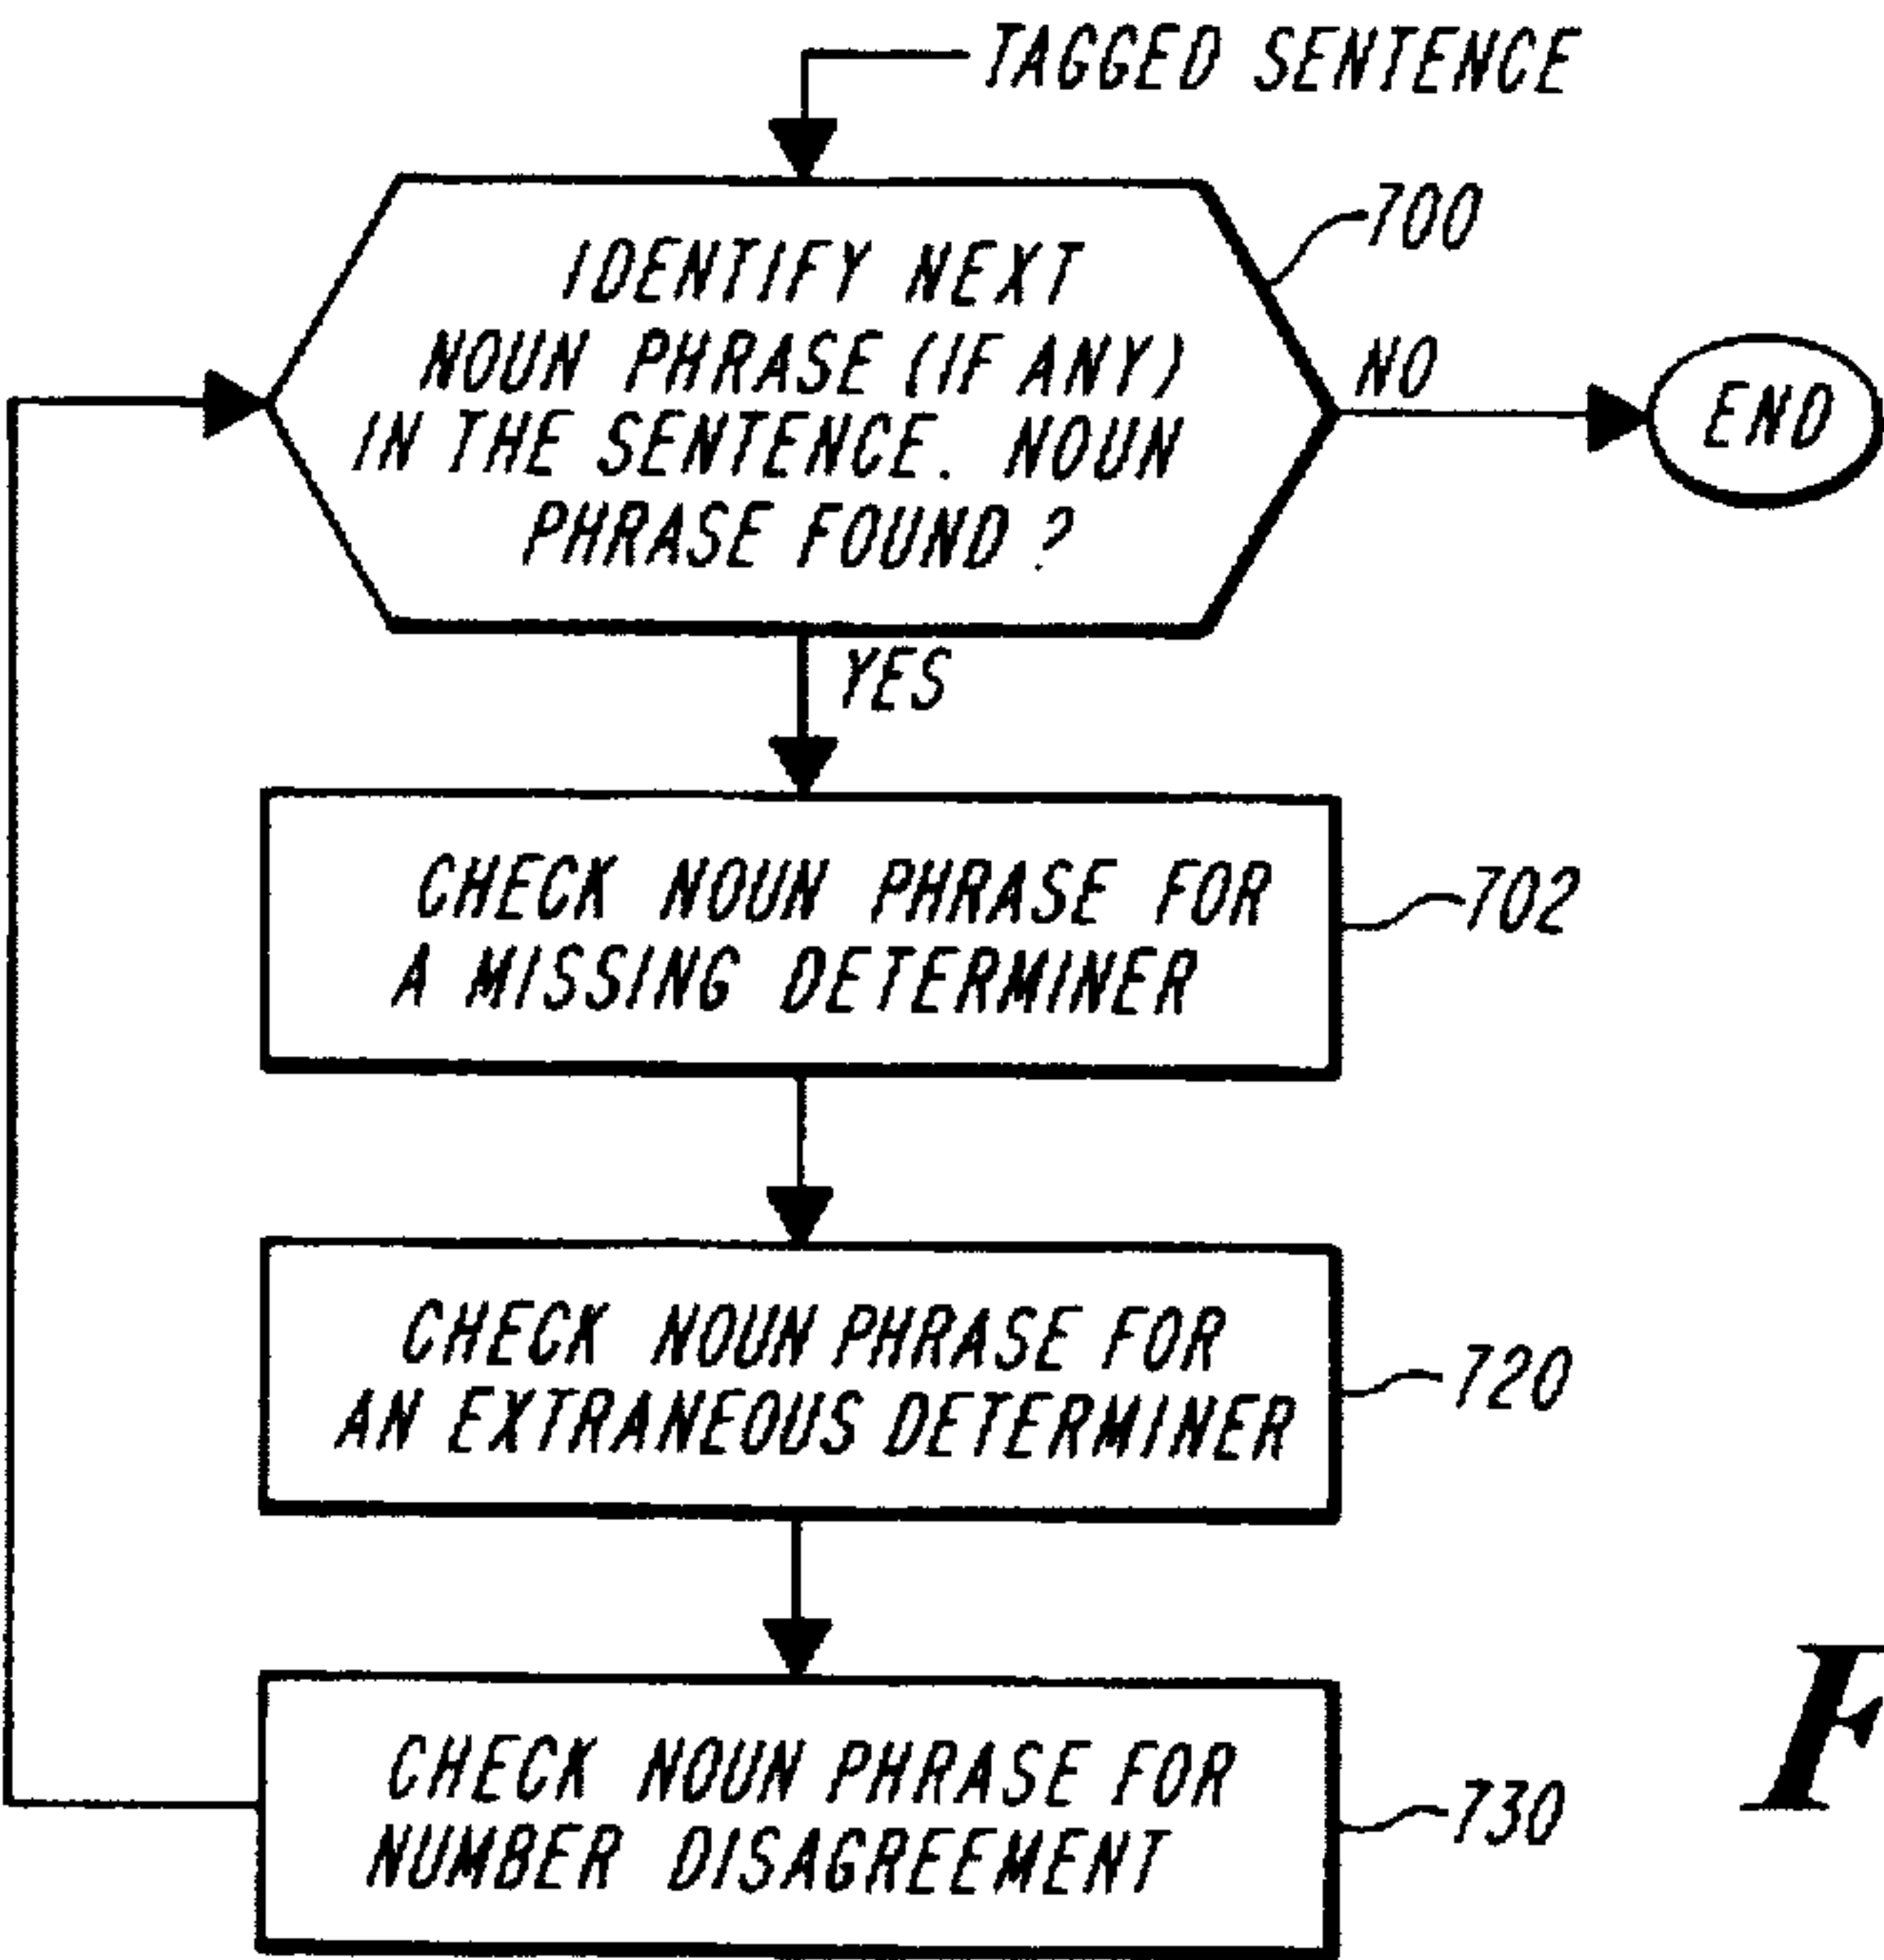 TAGGED SENTENCE
700
IDENTIFY NEXT
NOUN PHRASE (IF ANY)
IN THE SENTENCE. NOUN
PHRASE FOUND ?
NO
END
YES
CHECK NOUN PHRASE FOR
A MISSING DETERMINER
702
CHECK NOUN PHRASE FOR
AN EXTRANEOUS DETERMINER
720
CHECK NOUN PHRASE FOR
NUMBER DISAGREEMENT
730